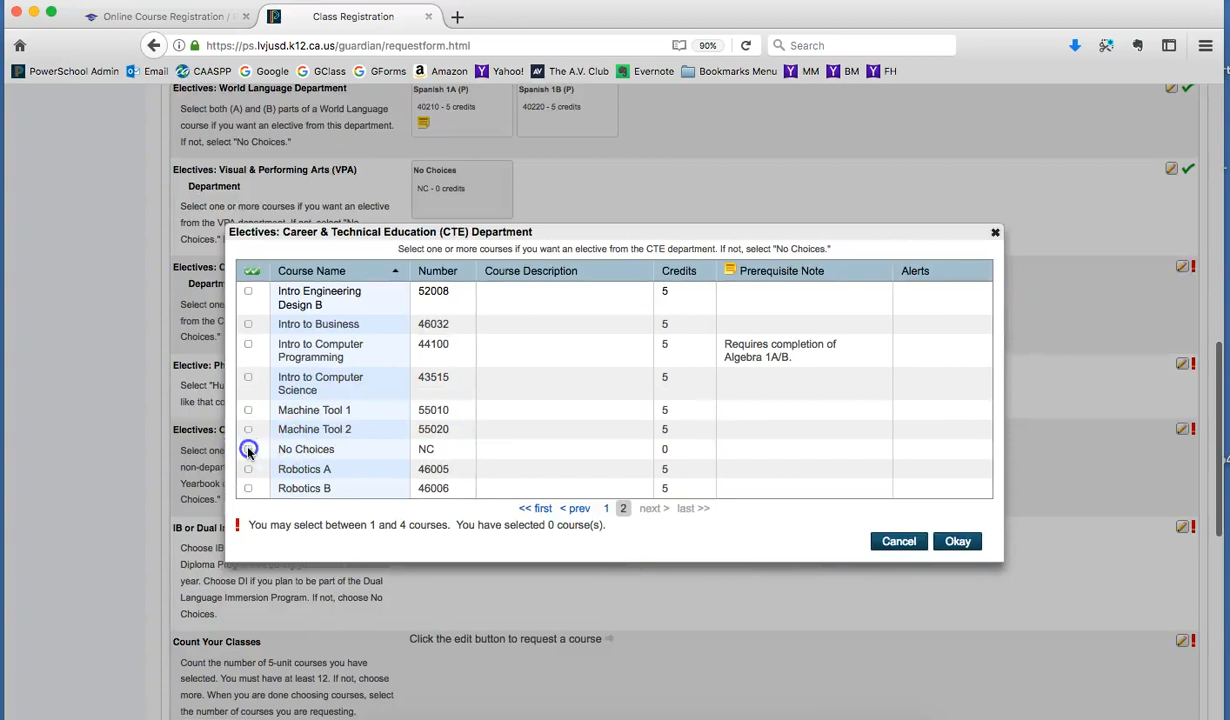 Online Course Registration /
Class Registration
https://ps.lvjusd.k12.ca.us/guardian/requestform.html
90%
Search
PowerSchool Admin
Email
CAASPP
Google
GClass
GForms
Amazon
Yahoo!
The A.V. Club
Evernote
Bookmarks Menu
MM
BM
FH
Electives: World Language Department
Select both (A) and (B) parts of a World Language
course if you want an elective from this department.
If not, select "No Choices."
Spanish 1A (P)
40210 - 5 credits
Spanish 1B (P)
40220 - 5 credits
Electives: Visual & Performing Arts (VPA)
Department
Select one or more courses if you want an elective
from the VPA department. If not, select "No
No Choices
NC - 0 credits
Electives: Career & Technical Education (CTE) Department
Select one or more courses if you want an elective from the CTE department. If not, select "No Choices."
Course Name Number Course Description Credits Prerequisite Note Alerts
Intro Engineering
Design B
52008 5
Intro to Business 46032 5
Intro to Computer
Programming
44100 5
Requires completion of
Algebra 1A/B.
Intro to Computer
Science
43515 5
Machine Tool 1 55010 5
Machine Tool 2 55020 5
No Choices NC 0
Robotics A 46005 5
Robotics B 46006 5
<< first < prev 1 2 next > last >>
You may select between 1 and 4 courses. You have selected 0 course(s).
Cancel
Okay
Choices."
Electives: C
Departm
Select one
from the C
Choices."
Elective: Ph
Select "Hu
like that co
Electives: C
Select one
non-depar
Yearbook
Choices."
IB or Dual I
Choose IB
Diploma
year. Choose DI if you plan to be part of the Dual
Language Immersion Program. If not, choose No
Choices.
Count Your Classes
Count the number of 5-unit courses you have
selected. You must have at least 12. If not, choose
more. When you are done choosing courses, select
the number of courses you are requesting.
Click the edit button to request a course